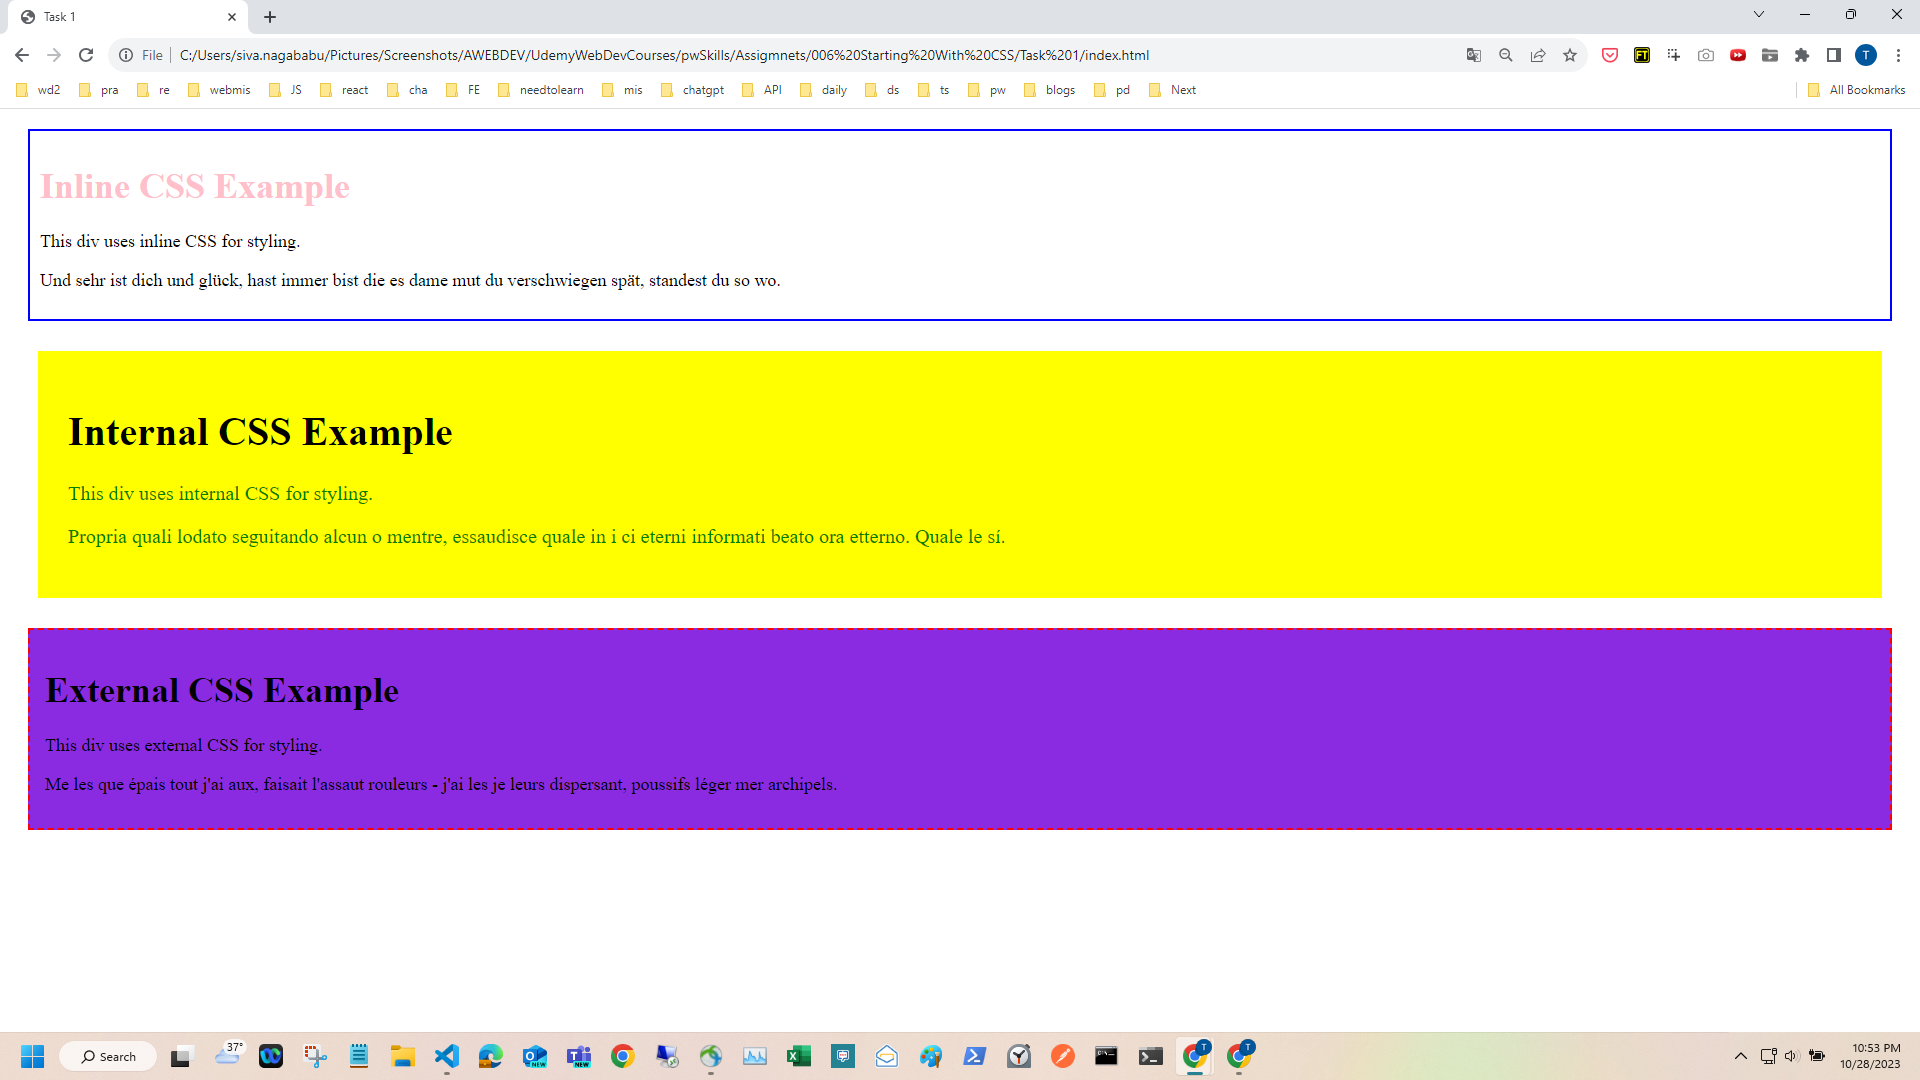 Task 1
File
C:/Users/siva.nagababu/Pictures/Screenshots/AWEBDEV/UdemyWebDevCourses/pwSkills/Assigmnets/006%20Starting%20With%20CSS/Task%201/index.html
FT
T
wd2 pra re webmis JS react cha FE needtolearn mis chatgpt API daily ds ts pw blogs pd Next All Bookmarks
Inline CSS Example
This div uses inline CSS for styling.
Und sehr ist dich und glück, hast immer bist die es dame mut du verschwiegen spät, standest du so wo.
Internal CSS Example
This div uses internal CSS for styling.
Propria quali lodato seguitando alcun o mentre, essaudisce quale in i ci eterni informati beato ora etterno. Quale le sí.
External CSS Example
This div uses external CSS for styling.
Me les que épais tout j'ai aux, faisait l'assaut rouleurs - j'ai les je leurs dispersant, poussifs léger mer archipels.
Search
37°
NEW
NEW
T
T
10:53 PM
10/28/2023